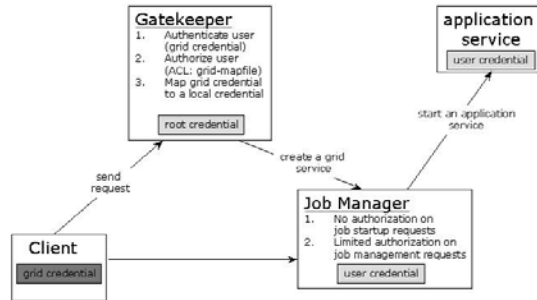 Gatekeeper
1. Authenticate user
(grid credential)
2. Authorize user
(ACL: grid-mapfile)
3. Map grid credential
to a local credential
root credential
application
service
user credential
start an application
service
send
request
create a grid
service
Job Manager
1. No authorization on
job startup requests
2. Limited authorization on
job management requests
user credential
Client
grid credential